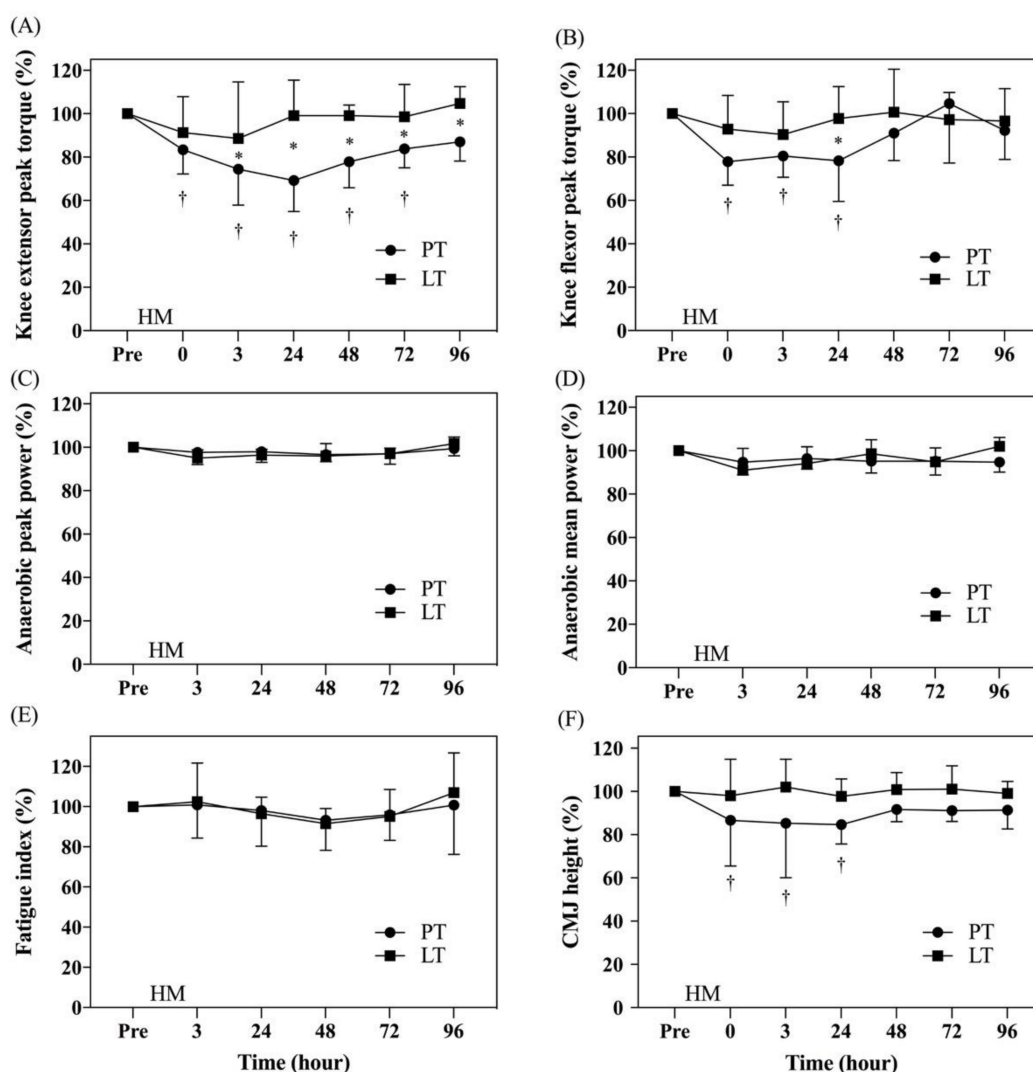 (A)
Knee extensor peak torque (%)
120
100
80
60
40
20
0
* * * * *
† † † † †
PT
LT
HM
Pre 0 3 24 48 72 96
(B)
Knee flexor peak torque (%)
120
100
80
60
40
20
0
*
† † †
PT
LT
HM
Pre 0 3 24 48 72 96
(C)
Anaerobic peak power (%)
120
100
80
60
40
20
0
PT
LT
HM
Pre 3 24 48 72 96
(D)
Anaerobic mean power (%)
120
100
80
60
40
20
0
PT
LT
HM
Pre 3 24 48 72 96
(E)
Fatigue index (%)
120
100
80
60
40
20
0
PT
LT
HM
Pre 3 24 48 72 96
Time (hour)
(F)
CMJ height (%)
120
100
80
60
40
20
0
† † †
PT
LT
HM
Pre 0 3 24 48 72 96
Time (hour)